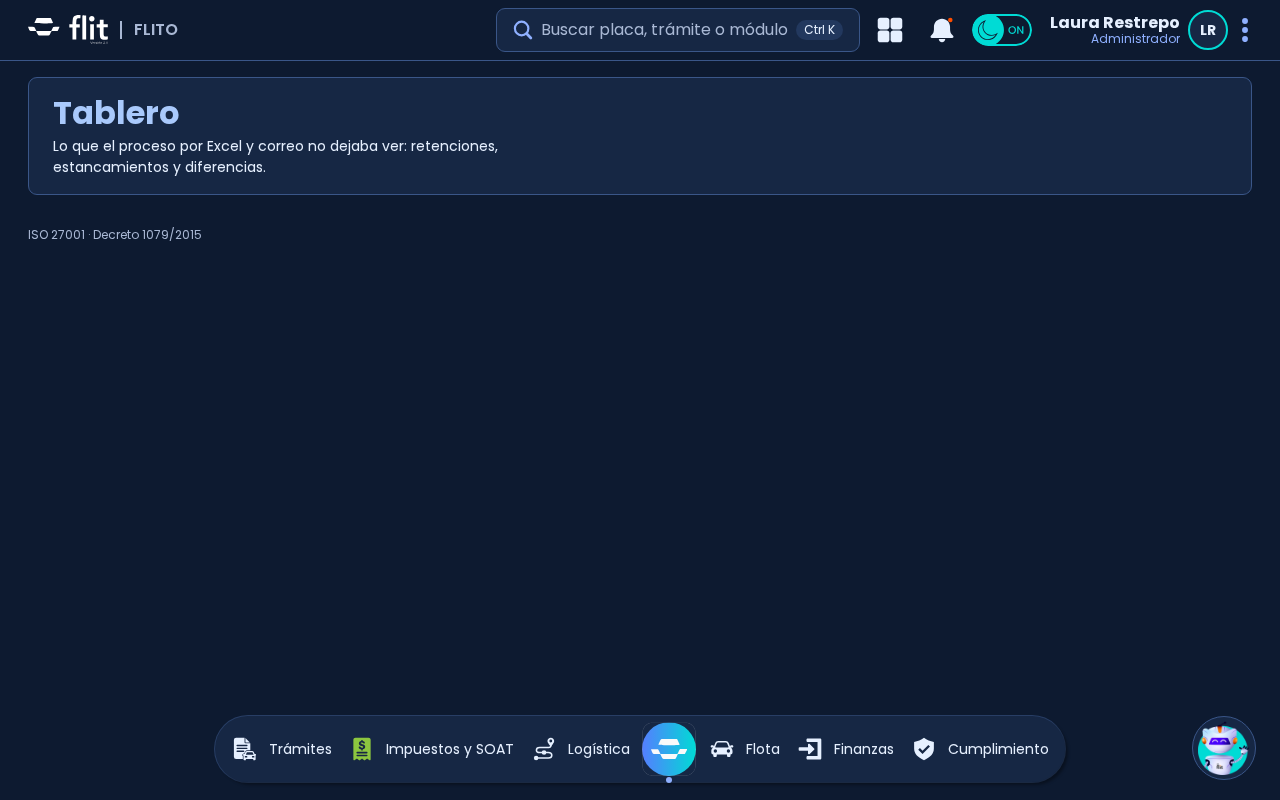 flit
FLITO
Buscar placa, trámite o módulo
Ctrl K
ON
Laura Restrepo
Administrador
LR
Tablero
Lo que el proceso por Excel y correo no dejaba ver: retenciones,
estancamientos y diferencias.
ISO 27001 · Decreto 1079/2015
Trámites
Impuestos y SOAT
Logística
Flota
Finanzas
Cumplimiento